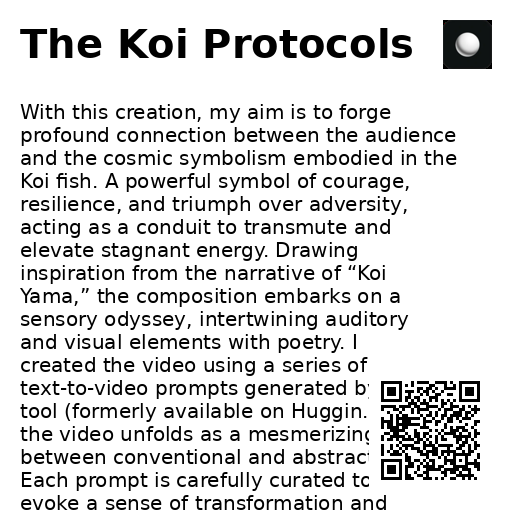 The Koi Protocols
With this creation, my aim is to forge
profound connection between the audience
and the cosmic symbolism embodied in the
Koi fish. A powerful symbol of courage,
resilience, and triumph over adversity,
acting as a conduit to transmute and
elevate stagnant energy. Drawing
inspiration from the narrative of “Koi
Yama,” the composition embarks on a
sensory odyssey, intertwining auditory
and visual elements with poetry. I
created the video using a series of
text-to-video prompts generated
tool (formerly available on Huggin
the video unfolds as a mesmerizing
between conventional and abstract
Each prompt is carefully curated to
evoke a sense of transformation and